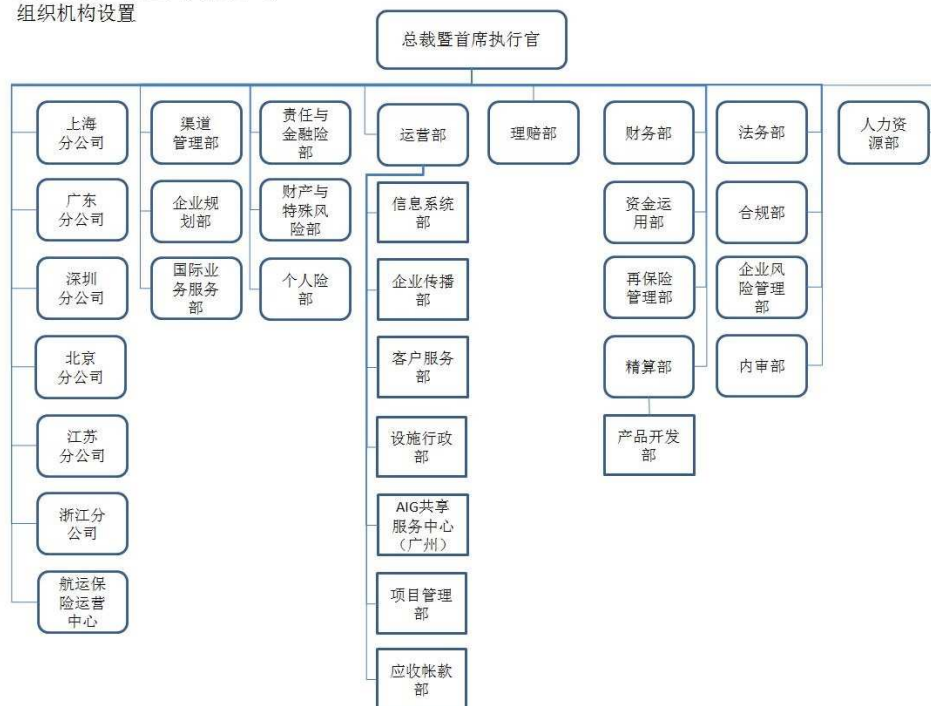 组织机构设置
总裁暨首席执行官
上海
分公司
广东
分公司
深圳
分公司
北京
分公司
江苏
分公司
浙江分
公司
航运保
险运营
中心
渠道
管理部
企业规
划部
国际业
务服务
部
责任与
金融险
部
财产与
特殊风
险部
个人险
部
运营部
信息系统
部
企业传播
部
客户服务
部
设施行政
部
AIG共享
服务中心
（广州）
项目管理
部
应收帐款
部
理赔部
财务部
资金运
用部
再保险
管理部
精算部
产品开发
部
法务部
合规部
企业风
险管理
部
内审部
人力资
源部